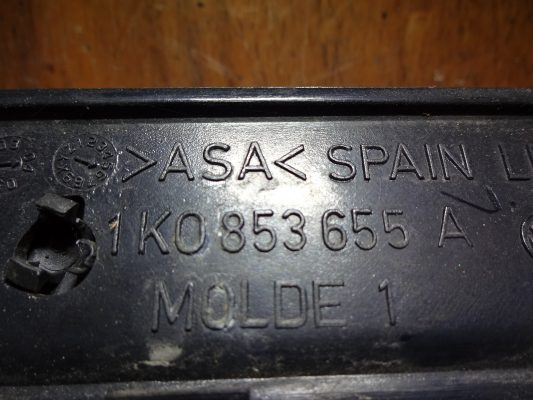 >ASA< SPAIN
1K0 853 655 A
MOLDE 1